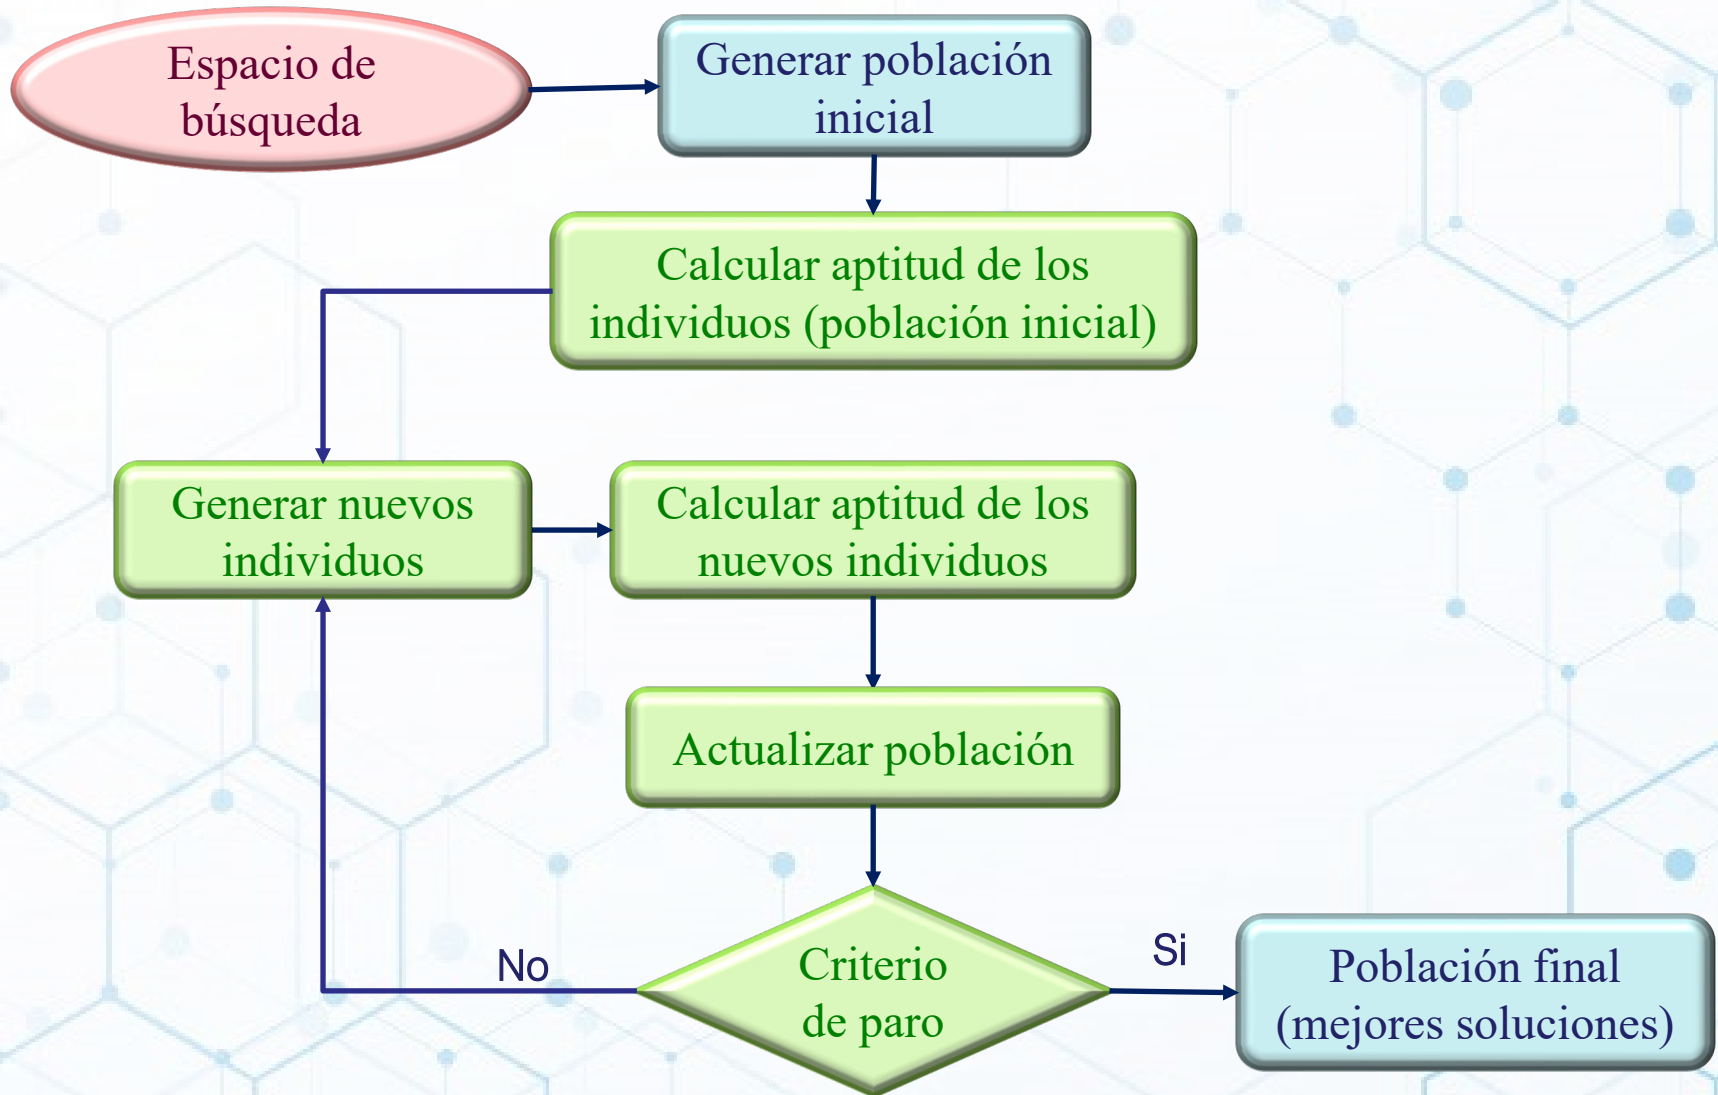 Espacio de
búsqueda
Generar población
inicial
Calcular aptitud de los
individuos (población inicial)
Generar nuevos
individuos
Calcular aptitud de los
nuevos individuos
Actualizar población
Criterio
de paro
No
Si
Población final
(mejores soluciones)